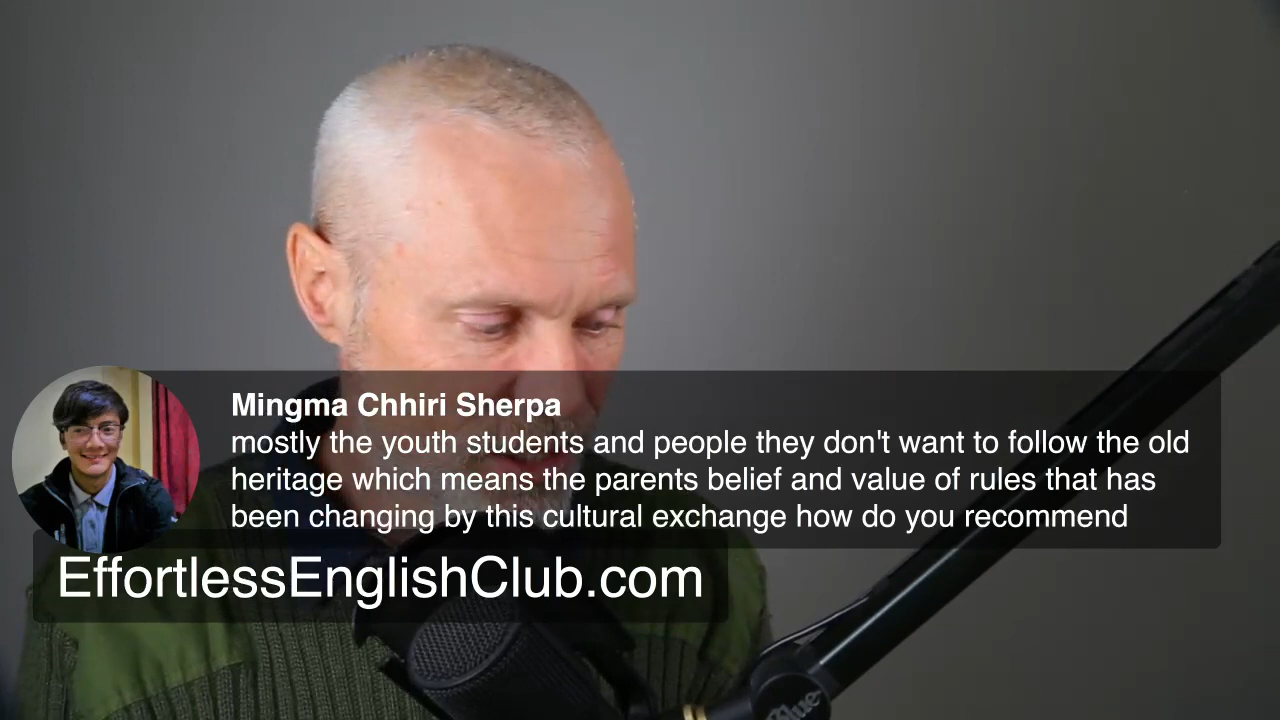 Mingma Chhiri Sherpa
mostly the youth students and people they don't want to follow the old
heritage which means the parents belief and value of rules that has
been changing by this cultural exchange how do you recommend
EffortlessEnglishClub.com
Blue